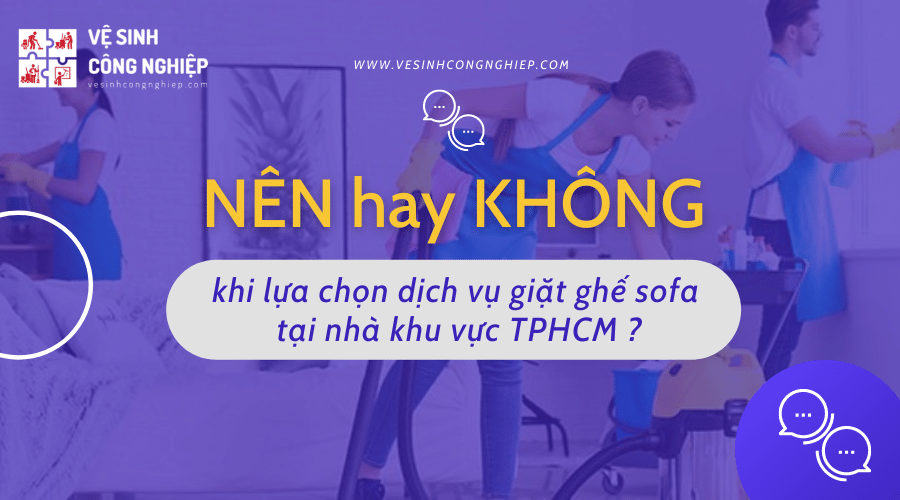 VỆ SINH
CÔNG NGHIỆP
vesinhcongnghiep.com
WWW.VESINHCONGNGHIEP.COM
NÊN hay KHÔNG
khi lựa chọn dịch vụ giặt ghế sofa
tại nhà khu vực TPHCM ?